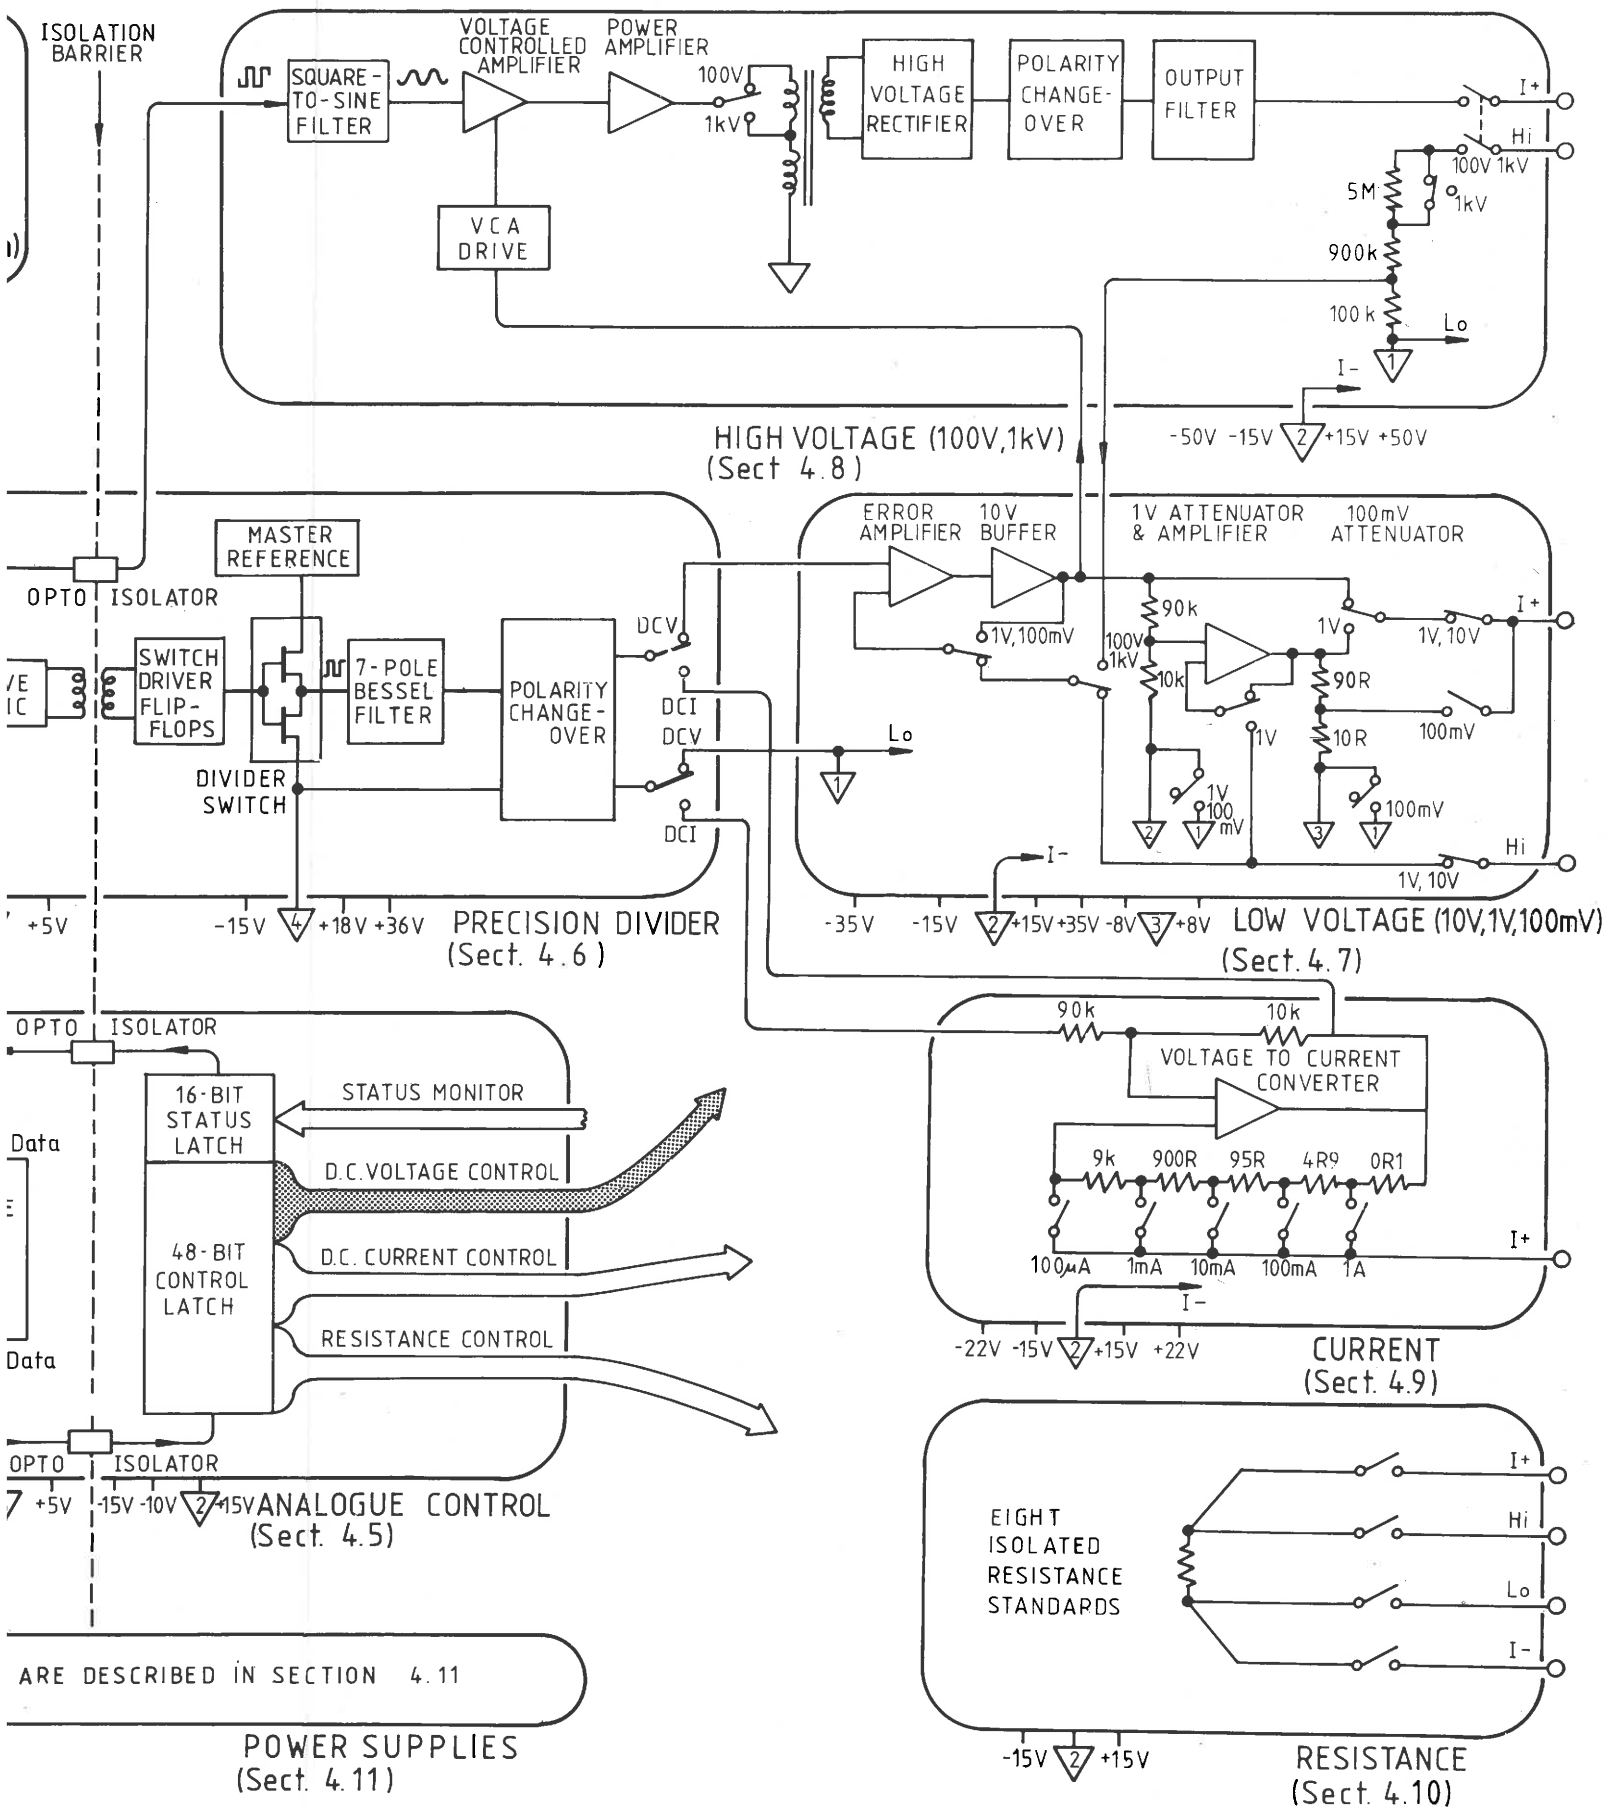 ISOLATION
BARRIER
SQUARE-
TO-SINE
FILTER
VOLTAGE
CONTROLLED
AMPLIFIER
POWER
AMPLIFIER
100V
1kV
HIGH
VOLTAGE
RECTIFIER
POLARITY
CHANGE-
OVER
OUTPUT
FILTER
I+
Hi
100V 1kV
5M
1kV
900k
100k
Lo
1
I-
VCA
DRIVE
-50V -15V 2 +15V +50V
HIGH VOLTAGE (100V,1kV)
(Sect 4.8)
MASTER
REFERENCE
OPTO ISOLATOR
SWITCH
DRIVER
FLIP-
FLOPS
VE
IC
7-POLE
BESSEL
FILTER
POLARITY
CHANGE-
OVER
DCV
DCI
DCV
DCI
DIVIDER
SWITCH
+5V
-15V 4 +18V +36V
PRECISION DIVIDER
(Sect. 4.6)
ERROR
AMPLIFIER
10V
BUFFER
1V ATTENUATOR
& AMPLIFIER
100mV
ATTENUATOR
1V,100mV
100V
1kV
90k
10k
1V
1V
1V,10V
I+
90R
10R
100mV
Lo
1
2
1V
100
mV
1
3
100mV
1
I-
Hi
1V,10V
-35V -15V 2 +15V +35V -8V 3 +8V
LOW VOLTAGE (10V,1V,100mV)
(Sect. 4.7)
OPTO ISOLATOR
16-BIT
STATUS
LATCH
STATUS MONITOR
Data
D.C.VOLTAGE CONTROL
48-BIT
CONTROL
LATCH
D.C. CURRENT CONTROL
RESISTANCE CONTROL
Data
OPTO ISOLATOR
+5V -15V -10V 2 +15V
ANALOGUE CONTROL
(Sect. 4.5)
90k
10k
VOLTAGE TO CURRENT
CONVERTER
9k 900R 95R 4R9 0R1
100µA 1mA 10mA 100mA 1A
I+
I-
-22V -15V 2 +15V +22V
CURRENT
(Sect. 4.9)
EIGHT
ISOLATED
RESISTANCE
STANDARDS
I+
Hi
Lo
I-
-15V 2 +15V
RESISTANCE
(Sect. 4.10)
ARE DESCRIBED IN SECTION 4.11
POWER SUPPLIES
(Sect. 4.11)